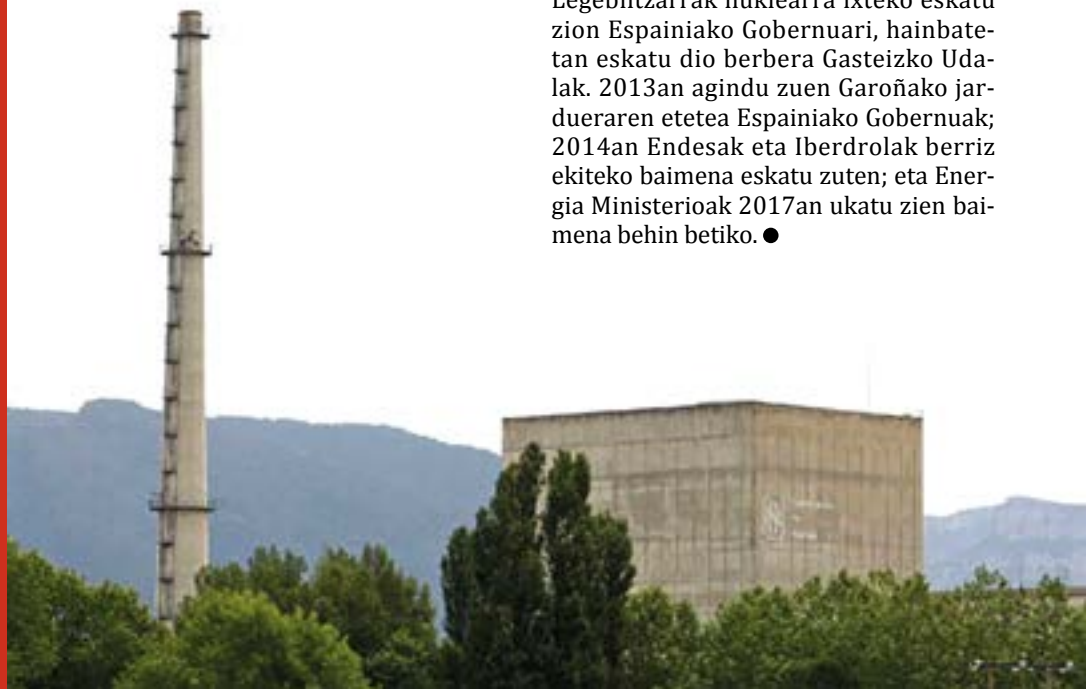 Legebiltzarrak nuklearra ixteko eskatu
zion Espainiako Gobernuari, hainbate-
tan eskatu dio berbera Gasteizko Uda-
lak. 2013an agindu zuen Garoñako jar-
dueraren etetea Espainiako Gobernuak;
2014an Endesak eta Iberdrolak berriz
ekiteko baimena eskatu zuten; eta Ener-
gia Ministerioak 2017an ukatu zien bai-
mena behin betiko. ●